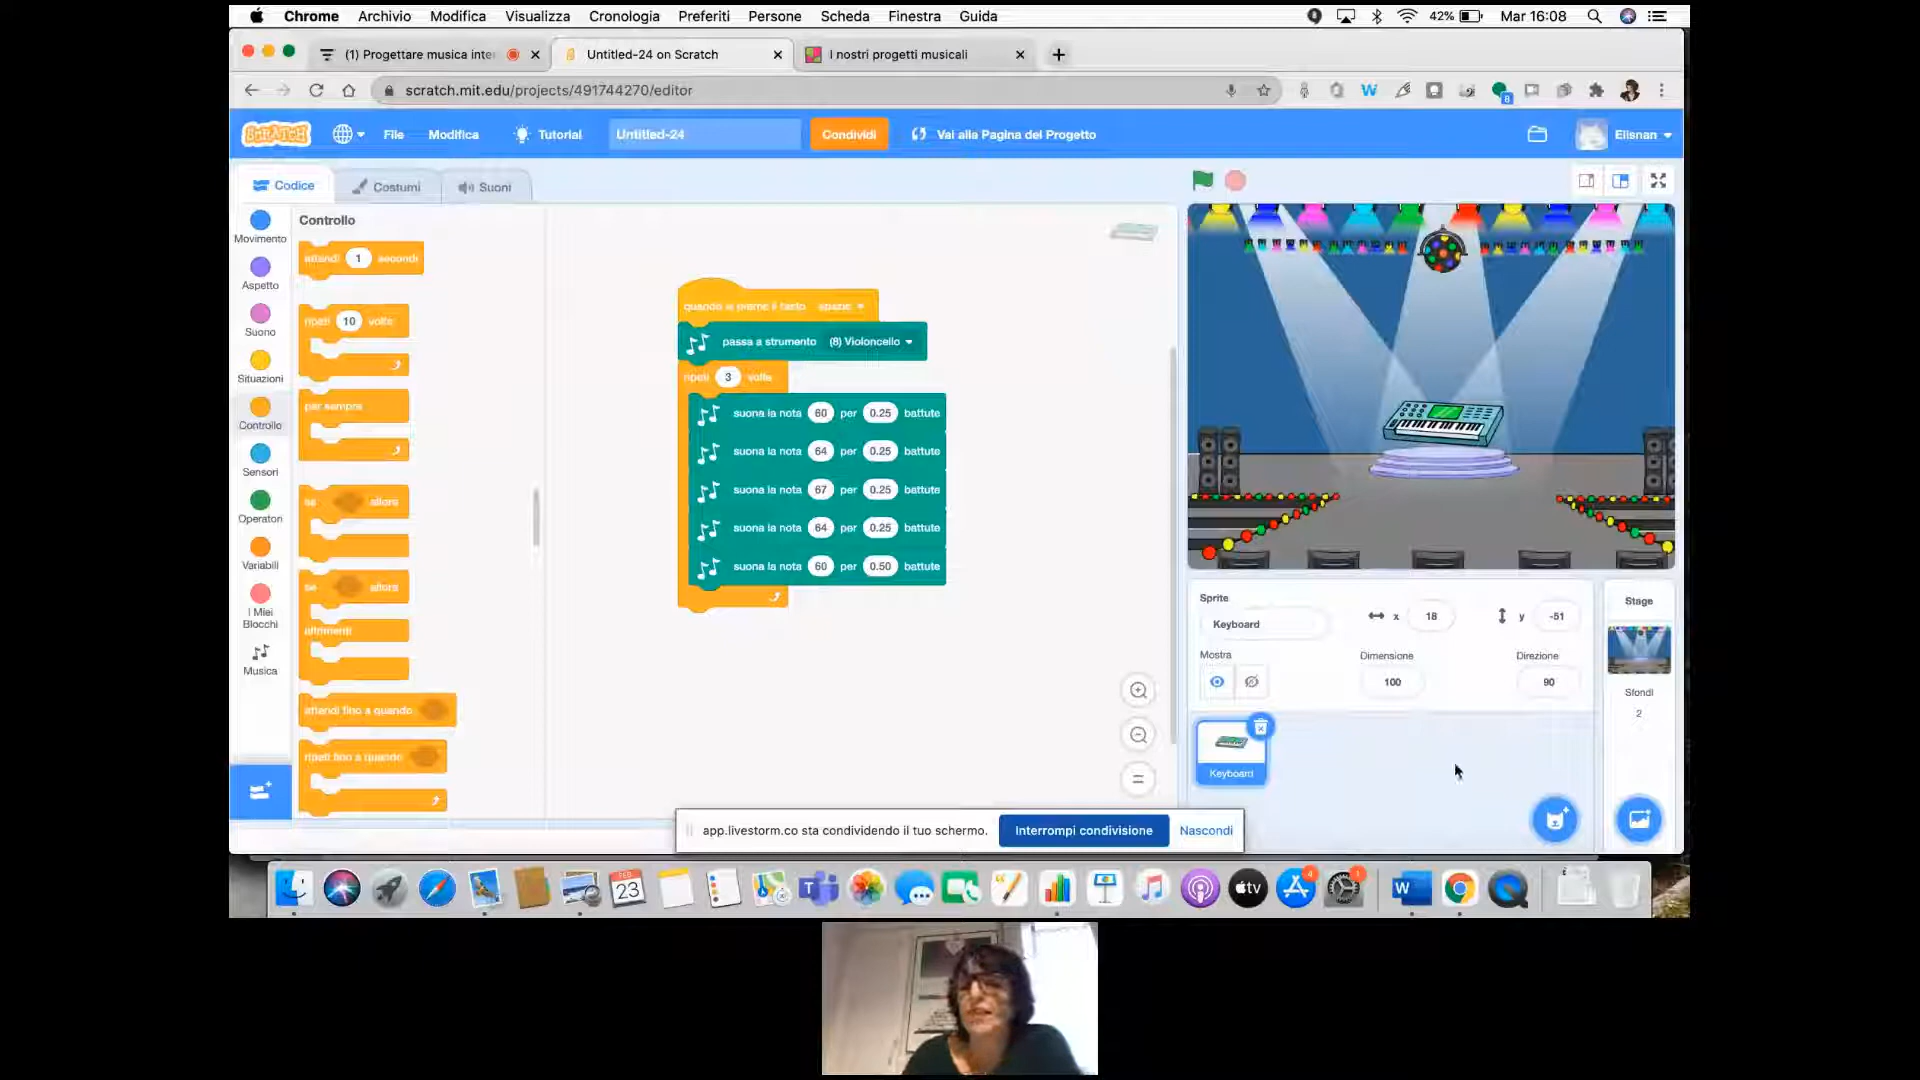 Chrome Archivio Modifica Visualizza Cronologia Preferiti Persone Scheda Finestra Guida 42% Mar 16:08
(1) Progettare musica inte
Untitled-24 on Scratch
I nostri progetti musicali
scratch.mit.edu/projects/491744270/editor
SCRATCH File Modifica Tutorial Untitled-24 Condividi Vai alla Pagina del Progetto Elisnan
Codice Costumi Suoni
Movimento
Aspetto
Suono
Situazioni
Controllo
Sensori
Operatori
Variabili
I Miei
Blocchi
Musica
Controllo
attendi 1 secondi
ripeti 10 volte
per sempre
se allora
se allora
altrimenti
attendi fino a quando
ripeti fino a quando
quando si preme il tasto spazio
passa a strumento (8) Violoncello
ripeti 3 volte
suona la nota 60 per 0.25 battute
suona la nota 64 per 0.25 battute
suona la nota 67 per 0.25 battute
suona la nota 64 per 0.25 battute
suona la nota 60 per 0.50 battute
Sprite
Keyboard
x 18 y -51
Mostra Dimensione Direzione
100 90
Keyboard
Stage
Sfondi
2
app.livestorm.co sta condividendo il tuo schermo. Interrompi condivisione Nascondi
FEB
23
tv
4
1
W